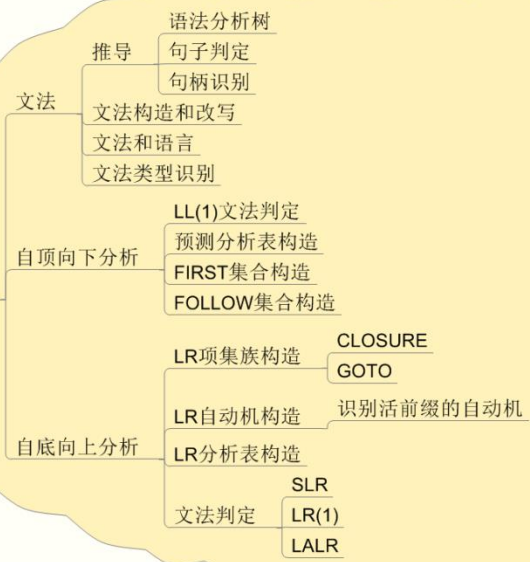 语法分析树
推导
句子判定
句柄识别
文法
文法构造和改写
文法和语言
文法类型识别
LL(1)文法判定
预测分析表构造
自顶向下分析
FIRST集合构造
FOLLOW集合构造
CLOSURE
LR项集族构造
GOTO
识别活前缀的自动机
LR自动机构造
自底向上分析
LR分析表构造
SLR
文法判定
LR(1)
LALR